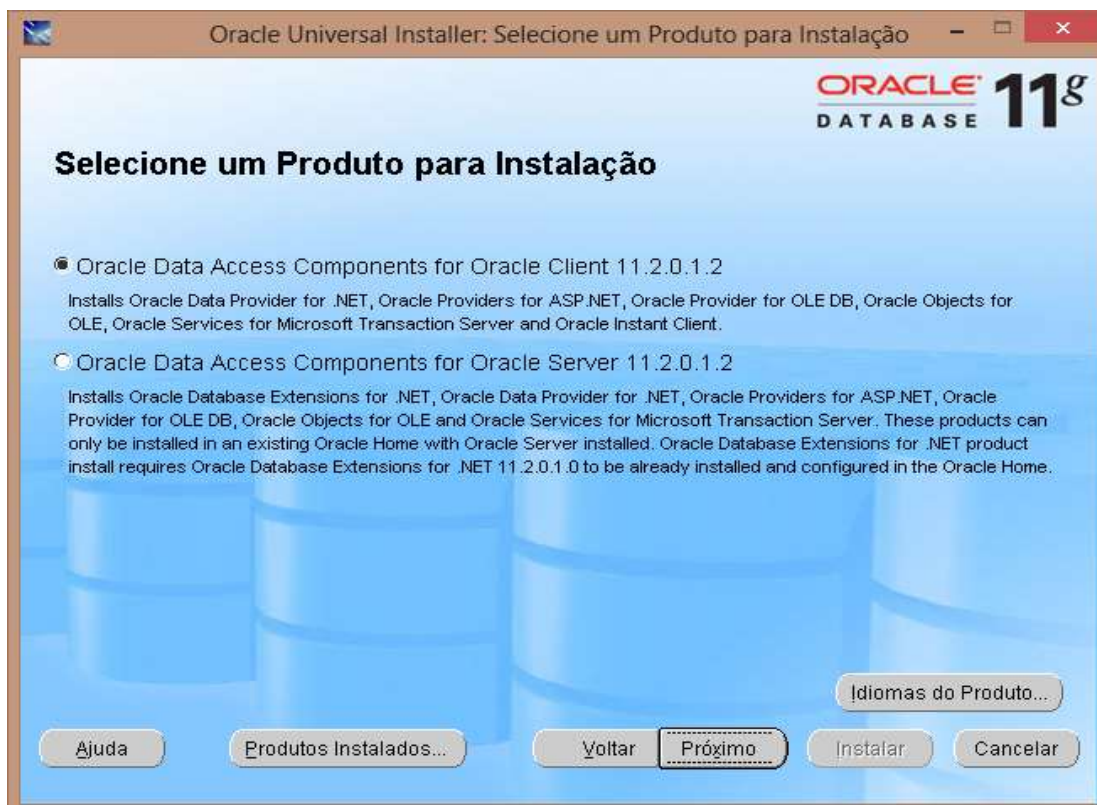 Oracle Universal Installer: Selecione um Produto para Instalação
ORACLE 11g
DATABASE
Selecione um Produto para Instalação
Oracle Data Access Components for Oracle Client 11.2.0.1.2
Installs Oracle Data Provider for .NET, Oracle Providers for ASP.NET, Oracle Provider for OLE DB, Oracle Objects for
OLE, Oracle Services for Microsoft Transaction Server and Oracle Instant Client.
Oracle Data Access Components for Oracle Server 11.2.0.1.2
Installs Oracle Database Extensions for .NET, Oracle Data Provider for .NET, Oracle Providers for ASP.NET, Oracle
Provider for OLE DB, Oracle Objects for OLE and Oracle Services for Microsoft Transaction Server. These products can
only be installed in an existing Oracle Home with Oracle Server installed. Oracle Database Extensions for .NET product
install requires Oracle Database Extensions for .NET 11.2.0.1.0 to be already installed and configured in the Oracle Home.
Idiomas do Produto...
Ajuda Produtos Instalados... Voltar Próximo Instalar Cancelar